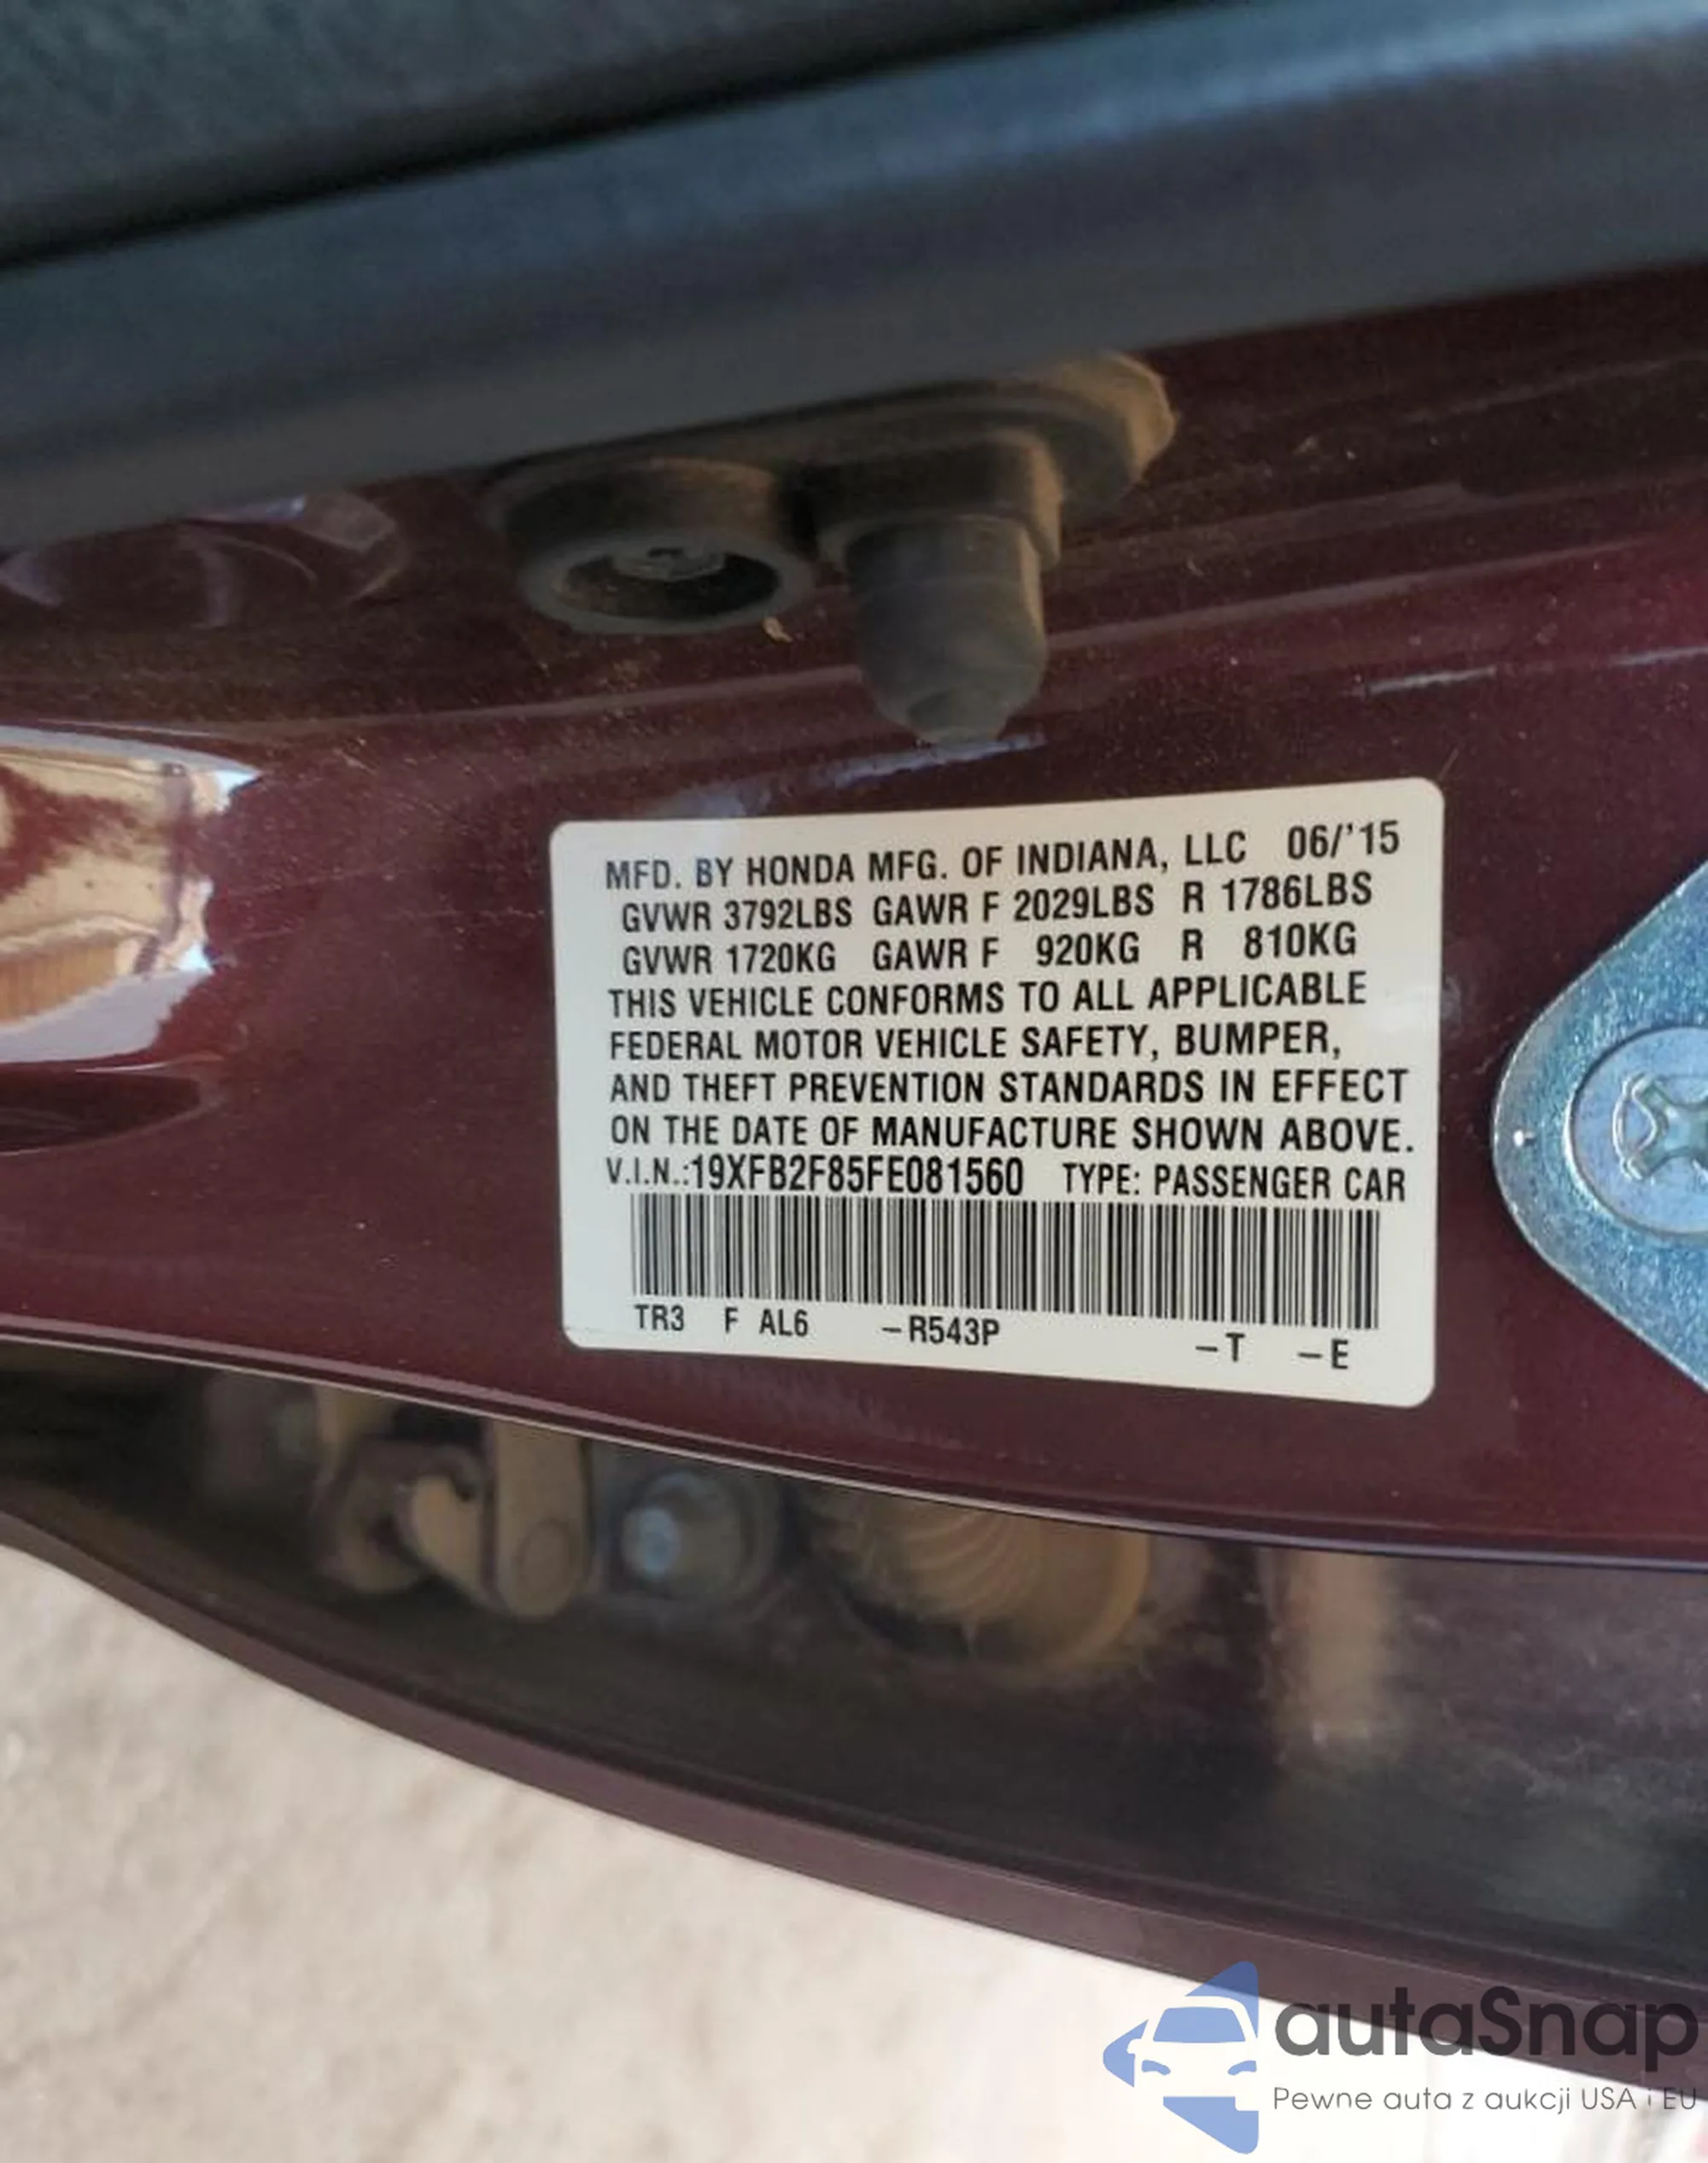 MFD. BY HONDA MFG. OF INDIANA, LLC 06/'15
GVWR 3792LBS GAWR F 2029LBS R 1786LBS
GVWR 1720KG GAWR F 920KG R 810KG
THIS VEHICLE CONFORMS TO ALL APPLICABLE
FEDERAL MOTOR VEHICLE SAFETY, BUMPER,
AND THEFT PREVENTION STANDARDS IN EFFECT
ON THE DATE OF MANUFACTURE SHOWN ABOVE.
V.I.N.:19XFB2F85FE081560 TYPE: PASSENGER CAR
TR3 F AL6 –R543P –T –E
autaSnap
Pewne auta z aukcji USA i EU